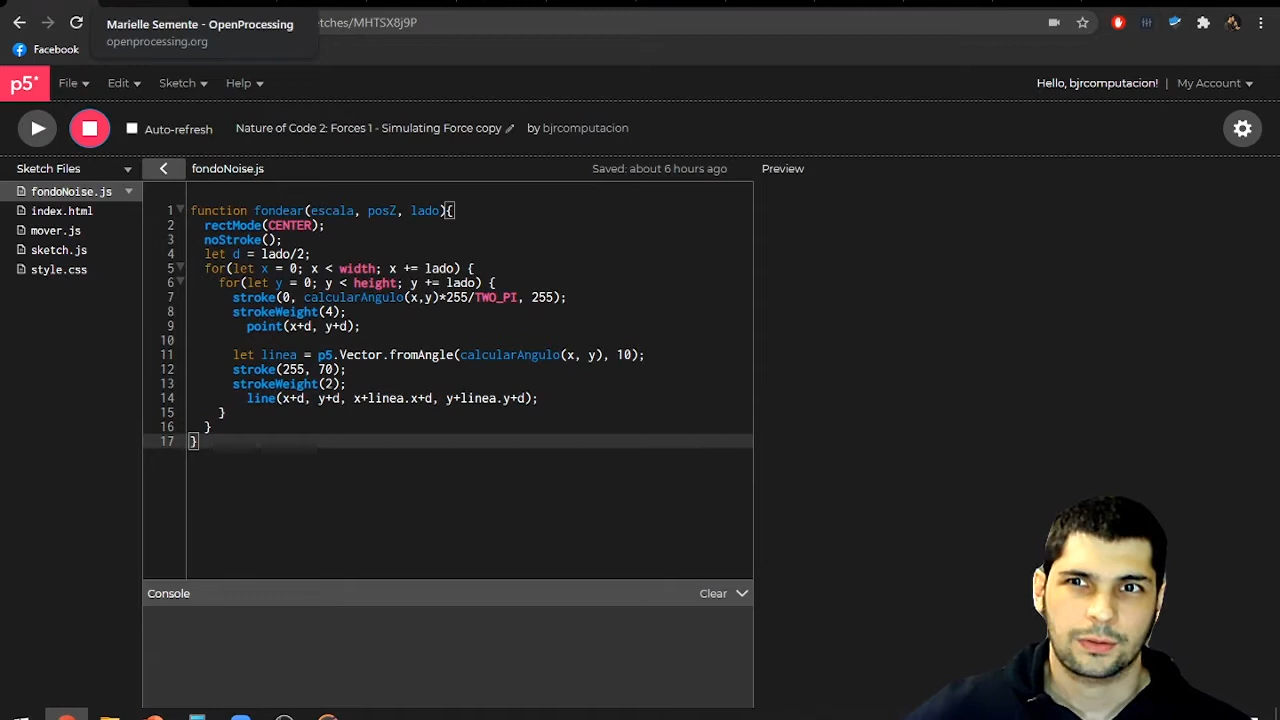 Marielle Semente - OpenProcessing
openprocessing.org
etches/MHTSX8j9P
Facebook
p5*
File
Edit
Sketch
Help
Hello, bjrcomputacion!
My Account
Auto-refresh
Nature of Code 2: Forces 1 - Simulating Force copy
by bjrcomputacion
Sketch Files
fondoNoise.js
Saved: about 6 hours ago
Preview
fondoNoise.js
index.html
mover.js
sketch.js
style.css
1 function fondear(escala, posZ, lado){
2 rectMode(CENTER);
3 noStroke();
4 let d = lado/2;
5 for(let x = 0; x < width; x += lado) {
6 for(let y = 0; y < height; y += lado) {
7 stroke(0, calcularAngulo(x,y)*255/TWO_PI, 255);
8 strokeWeight(4);
9 point(x+d, y+d);
10
11 let linea = p5.Vector.fromAngle(calcularAngulo(x, y), 10);
12 stroke(255, 70);
13 strokeWeight(2);
14 line(x+d, y+d, x+linea.x+d, y+linea.y+d);
15 }
16 }
17 }
Console
Clear